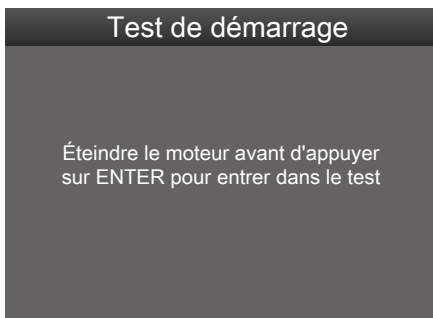 Test de démarrage
Éteindre le moteur avant d'appuyer
sur ENTER pour entrer dans le test